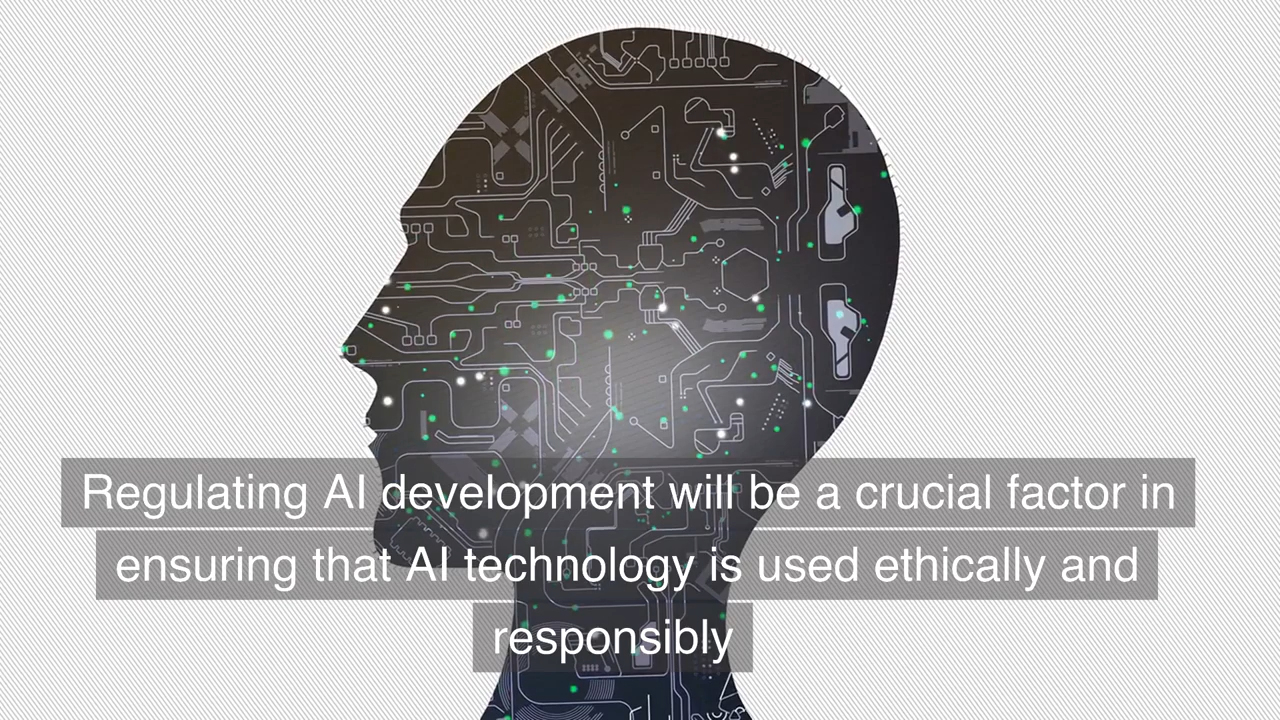 Regulating AI development will be a crucial factor in
ensuring that AI technology is used ethically and
responsibly